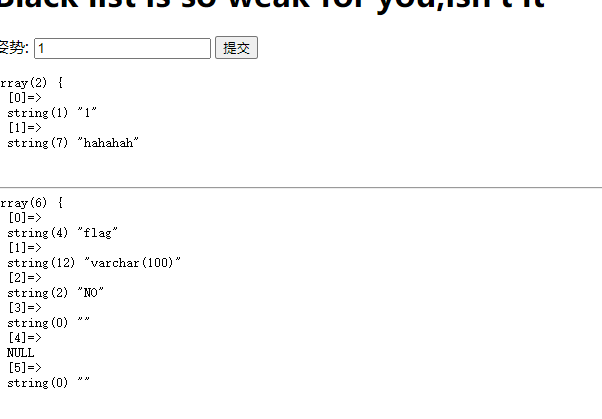 Black list is so weak for you,isn't it
姿势: 1 提交
rray(2) {
[0]=>
string(1) "1"
[1]=>
string(7) "hahahah"
rray(6) {
[0]=>
string(4) "flag"
[1]=>
string(12) "varchar(100)"
[2]=>
string(2) "NO"
[3]=>
string(0) ""
[4]=>
NULL
[5]=>
string(0) ""